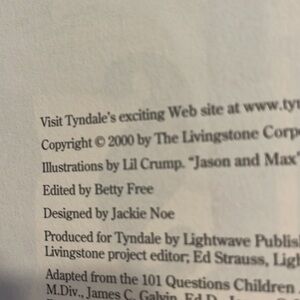 Visit Tyndale's exciting Web site at www.ty
Copyright © 2000 by The Livingstone Corpo
Illustrations by Lil Crump. "Jason and Max"
Edited by Betty Free
Designed by Jackie Noe
Produced for Tyndale by Lightwave Publis
Livingstone project editor; Ed Strauss, Ligh
Adapted from the 101 Questions Children
M.Div., James C. Galvin, Ed.D.